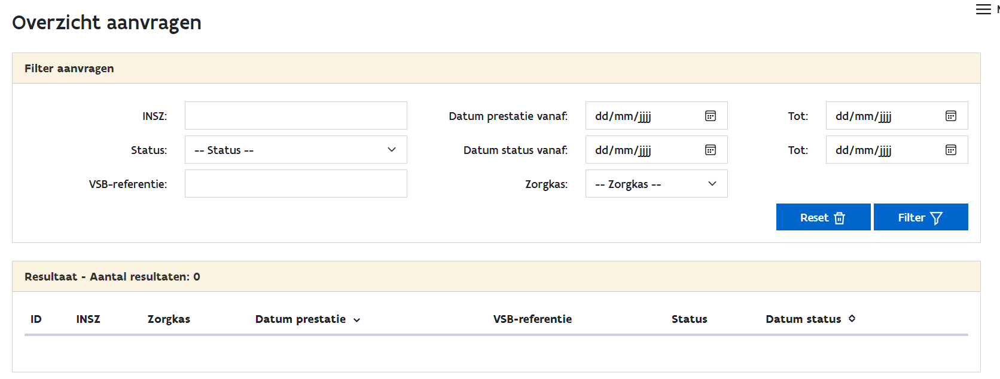 Overzicht aanvragen
Filter aanvragen
INSZ: Datum prestatie vanaf: dd/mm/jjjj Tot: dd/mm/jjjj
Status: -- Status -- Datum status vanaf: dd/mm/jjjj Tot: dd/mm/jjjj
VSB-referentie: Zorgkas: -- Zorgkas --
Reset Filter
Resultaat - Aantal resultaten: 0
ID INSZ Zorgkas Datum prestatie VSB-referentie Status Datum status